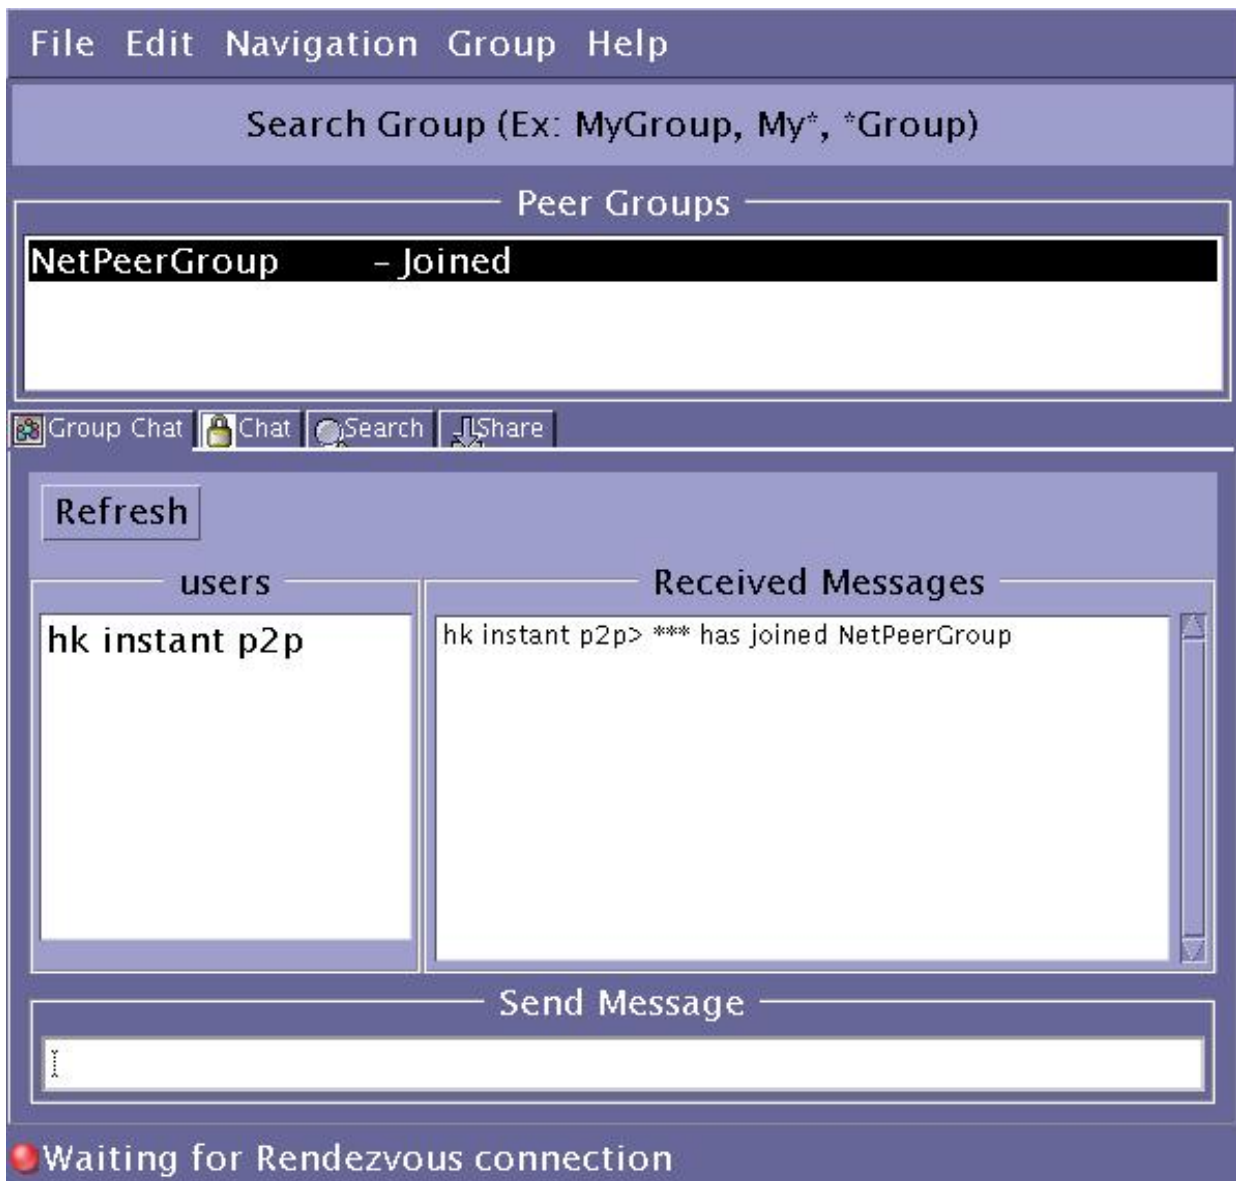 File Edit Navigation Group Help
Search Group (Ex: MyGroup, My*, *Group)
Peer Groups
NetPeerGroup - Joined
Group Chat Chat Search Share
Refresh
users
hk instant p2p
Received Messages
hk instant p2p> *** has joined NetPeerGroup
Send Message
Waiting for Rendezvous connection